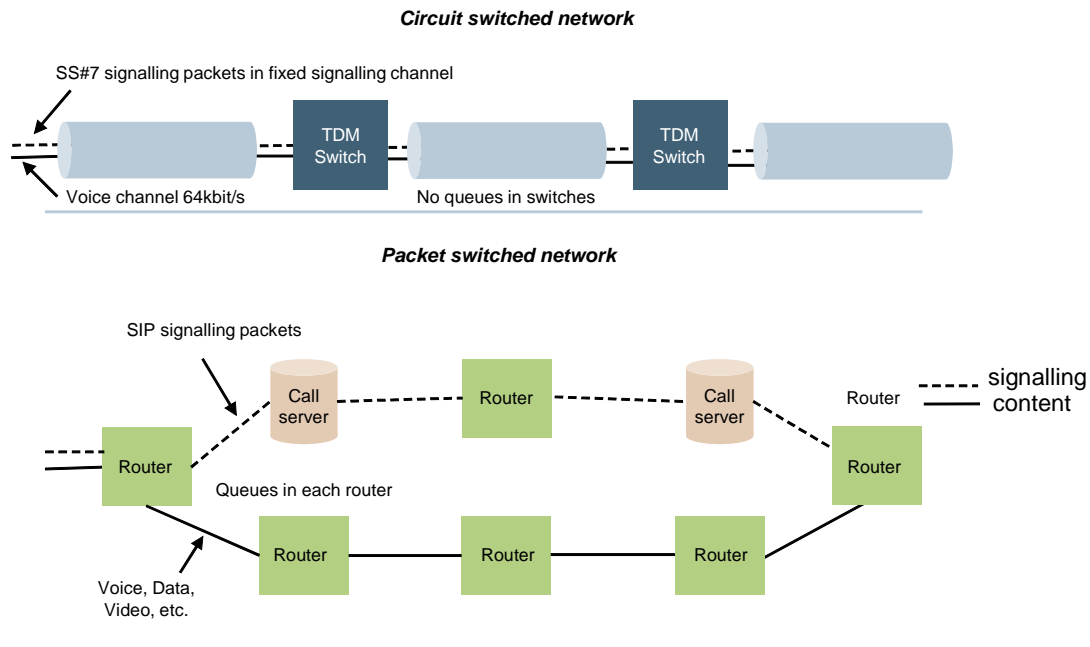 Circuit switched network
SS#7 signalling packets in fixed signalling channel
TDM
Switch
TDM
Switch
Voice channel 64kbit/s
No queues in switches
Packet switched network
SIP signalling packets
Call
server
Router
Call
server
Router
signalling
content
Router
Router
Queues in each router
Router
Router
Router
Voice, Data,
Video, etc.